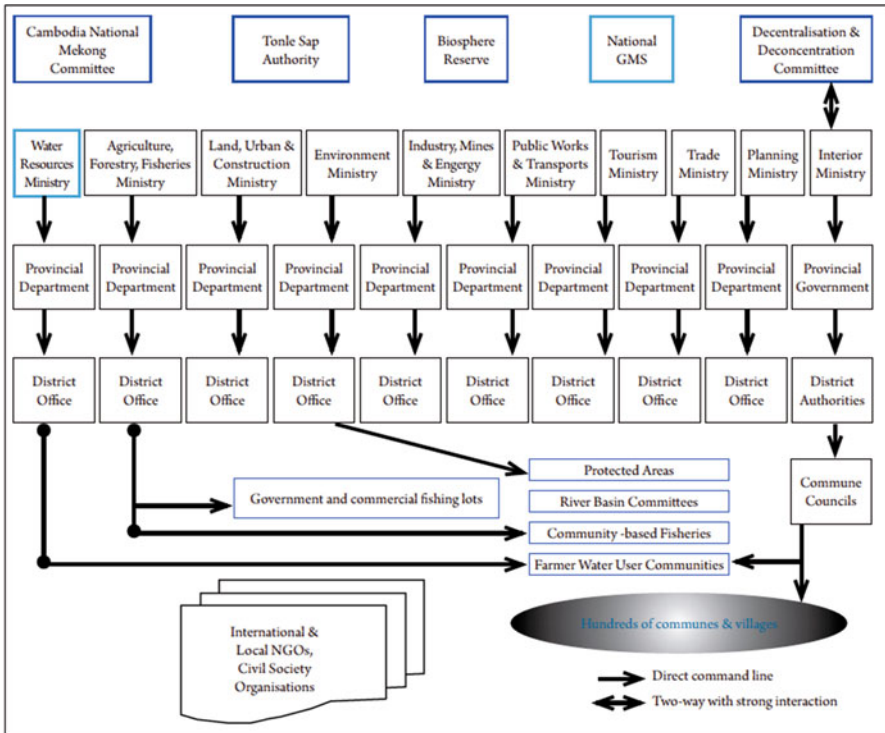 Cambodia National
Mekong
Committee
Tonle Sap
Authority
Biosphere
Reserve
National
GMS
Decentralisation &
Deconcentration
Committee
Water
Resources
Ministry
Agriculture,
Forestry, Fisheries
Ministry
Land, Urban &
Construction
Ministry
Environment
Ministry
Industry, Mines
& Engergy
Ministry
Public Works
& Transports
Ministry
Tourism
Ministry
Trade
Ministry
Planning
Ministry
Interior
Ministry
Provincial
Department
Provincial
Department
Provincial
Department
Provincial
Department
Provincial
Department
Provincial
Department
Provincial
Department
Provincial
Department
Provincial
Department
Provincial
Government
District
Office
District
Office
District
Office
District
Office
District
Office
District
Office
District
Office
District
Office
District
Office
District
Authorities
Protected Areas
Government and commercial fishing lots
River Basin Committees
Community -based Fisheries
Farmer Water User Communities
Commune
Councils
International &
Local NGOs,
Civil Society
Organisations
Hundreds of communes & villages
Direct command line
Two-way with strong interaction